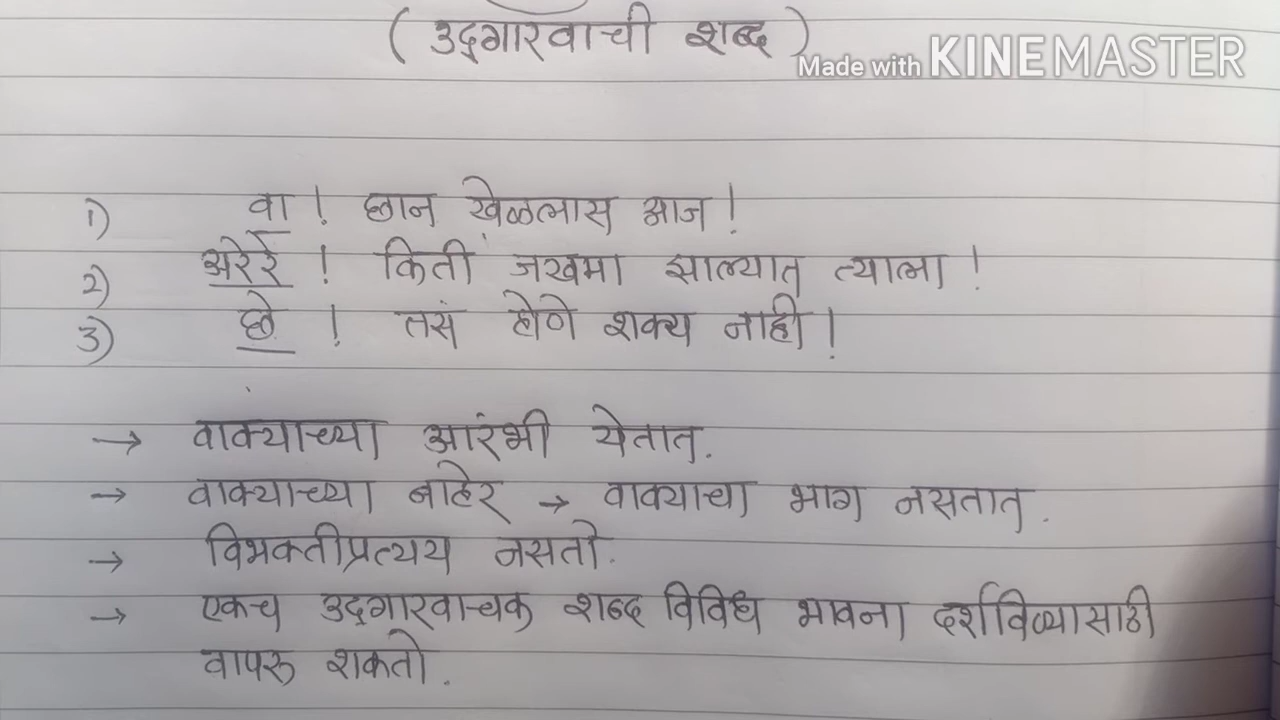 ( उद्गारवाची शब्द )
Made with KINEMASTER
1) वा ! छान खेळलास आज !
2) अरेरे ! किती जखमा झाल्यात त्याला !
3) छे ! तसं होणे शक्य नाही !
→ वाक्याच्या आरंभी येतात.
→ वाक्याच्या बाहेर → वाक्याचा भाग नसतात.
→ विभक्तीप्रत्यय नसतो.
→ एकच उद्गारवाचक शब्द विविध भावना दर्शविण्यासाठी
वापरू शकतो.